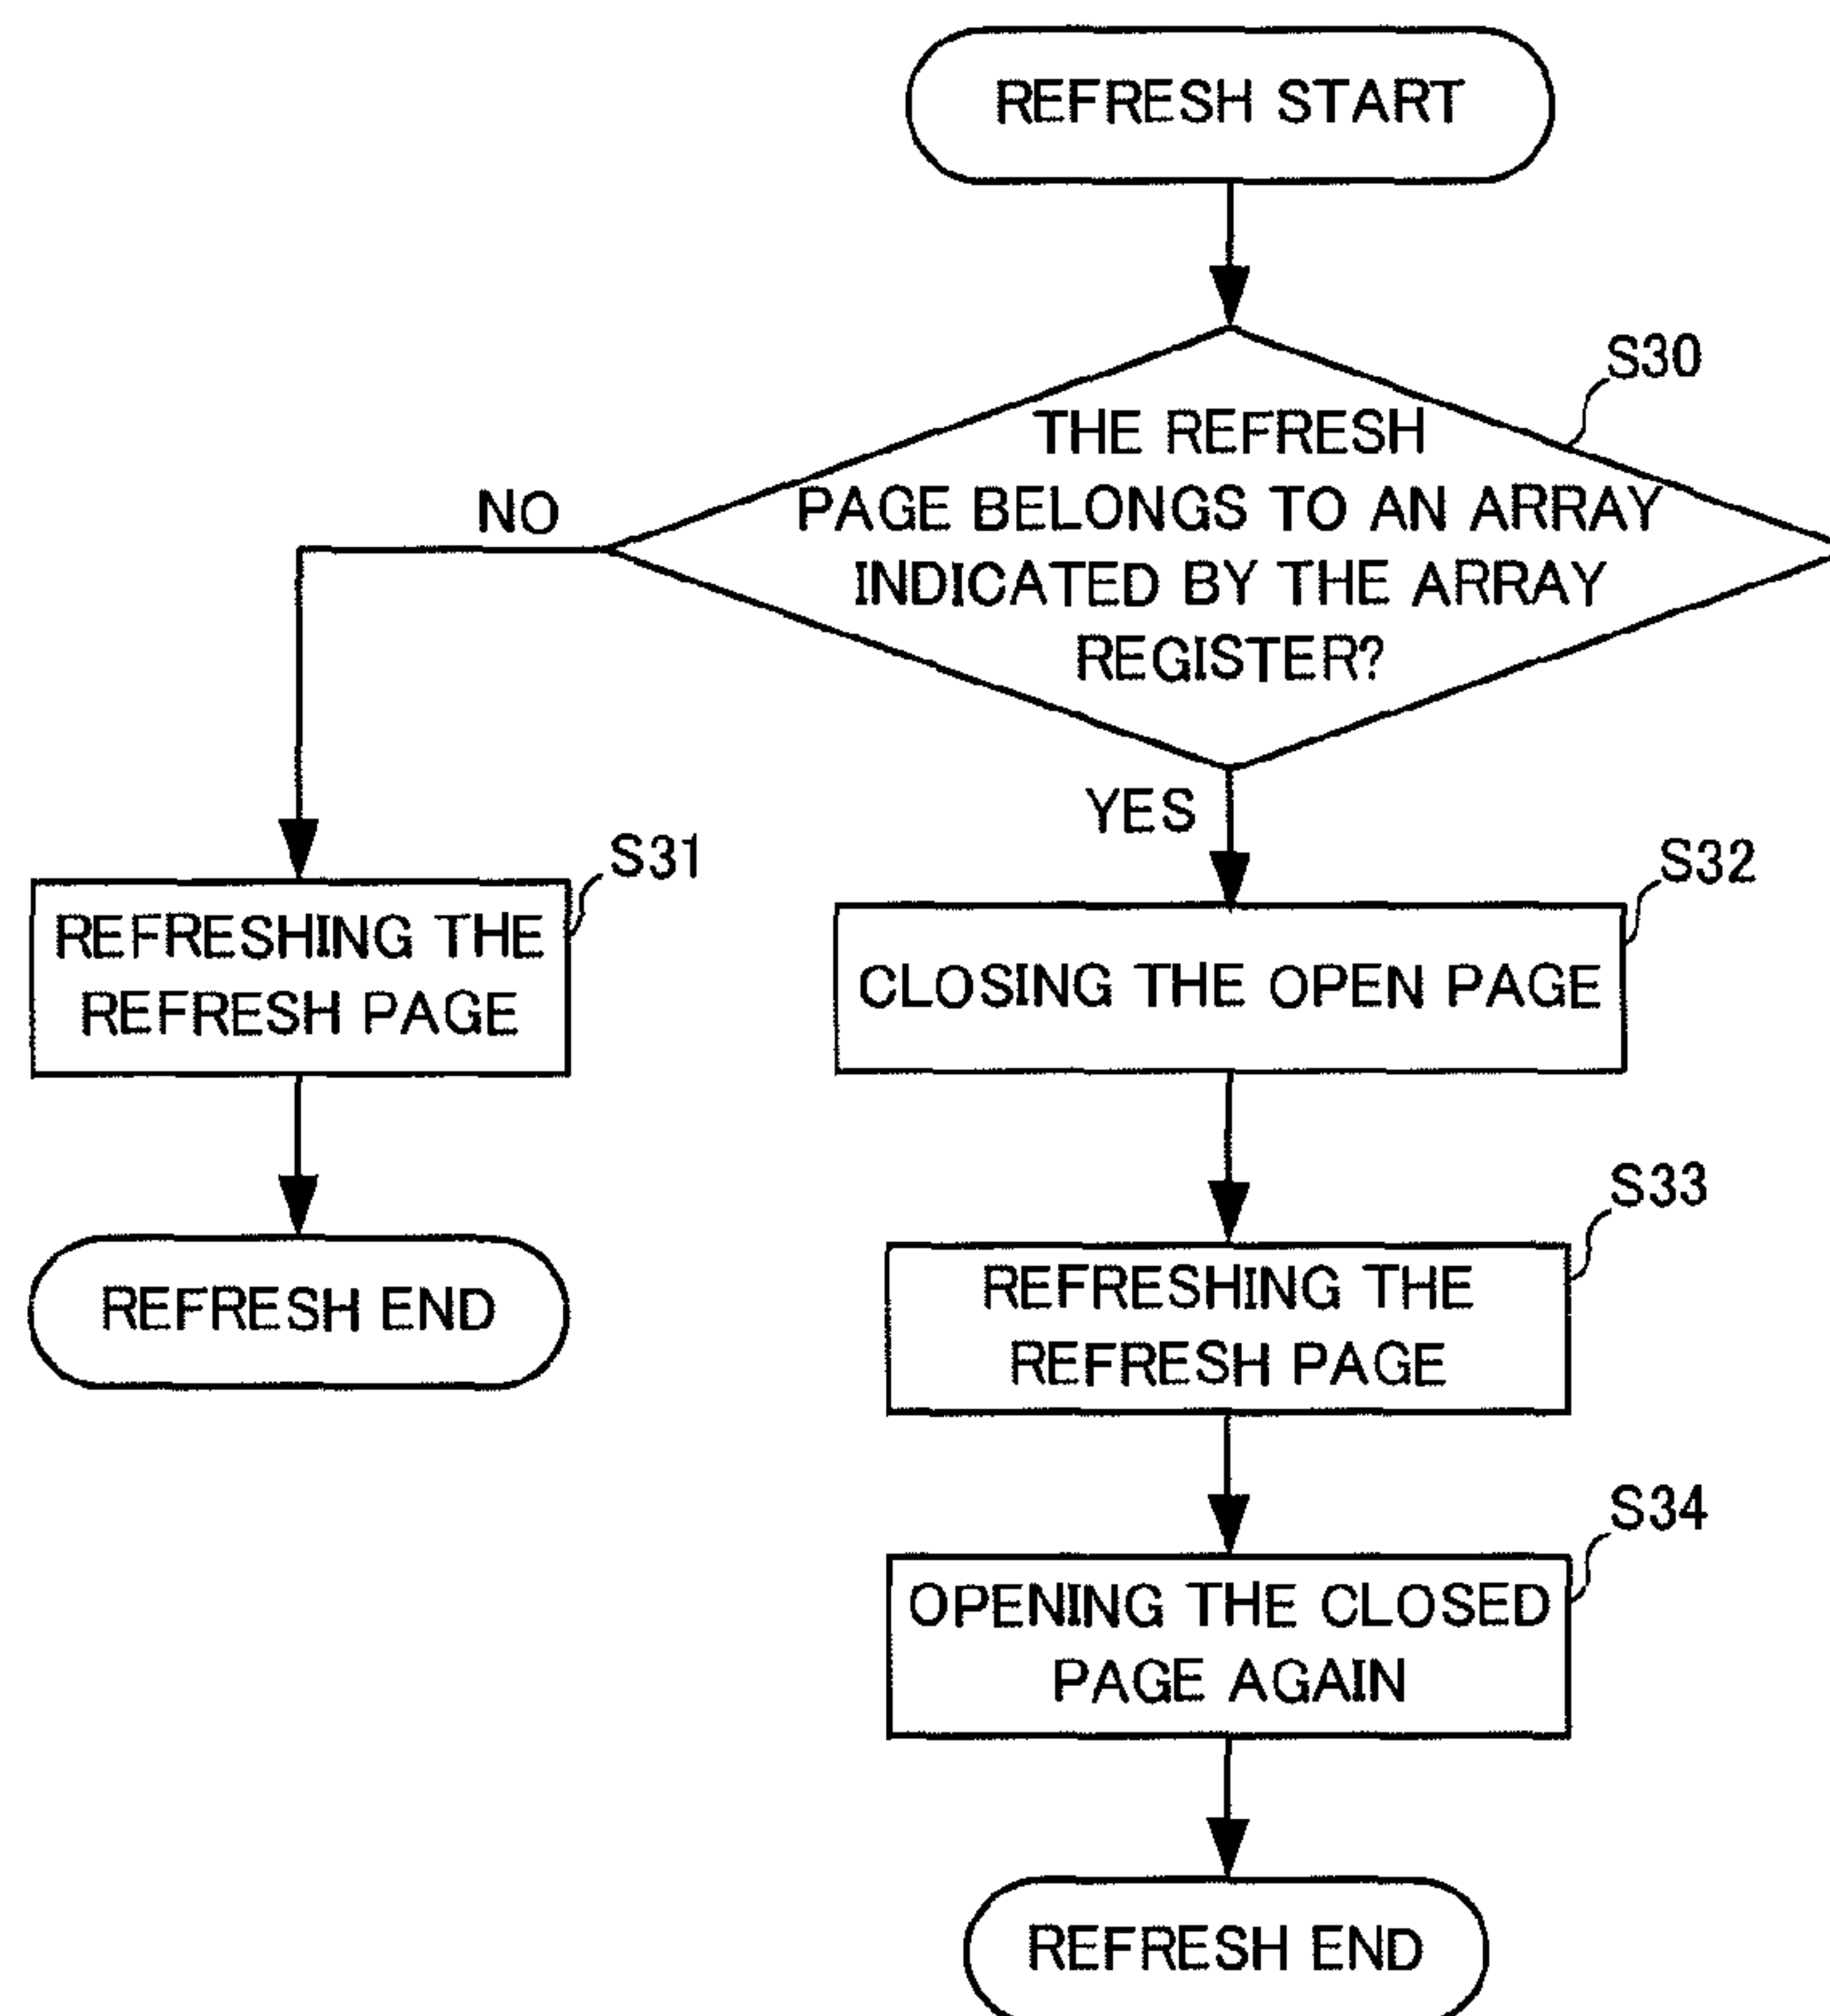 REFRESH START
S30
THE REFRESH
PAGE BELONGS TO AN ARRAY
INDICATED BY THE ARRAY
REGISTER?
NO
YES
S31
REFRESHING THE
REFRESH PAGE
REFRESH END
S32
CLOSING THE OPEN PAGE
S33
REFRESHING THE
REFRESH PAGE
S34
OPENING THE CLOSED
PAGE AGAIN
REFRESH END